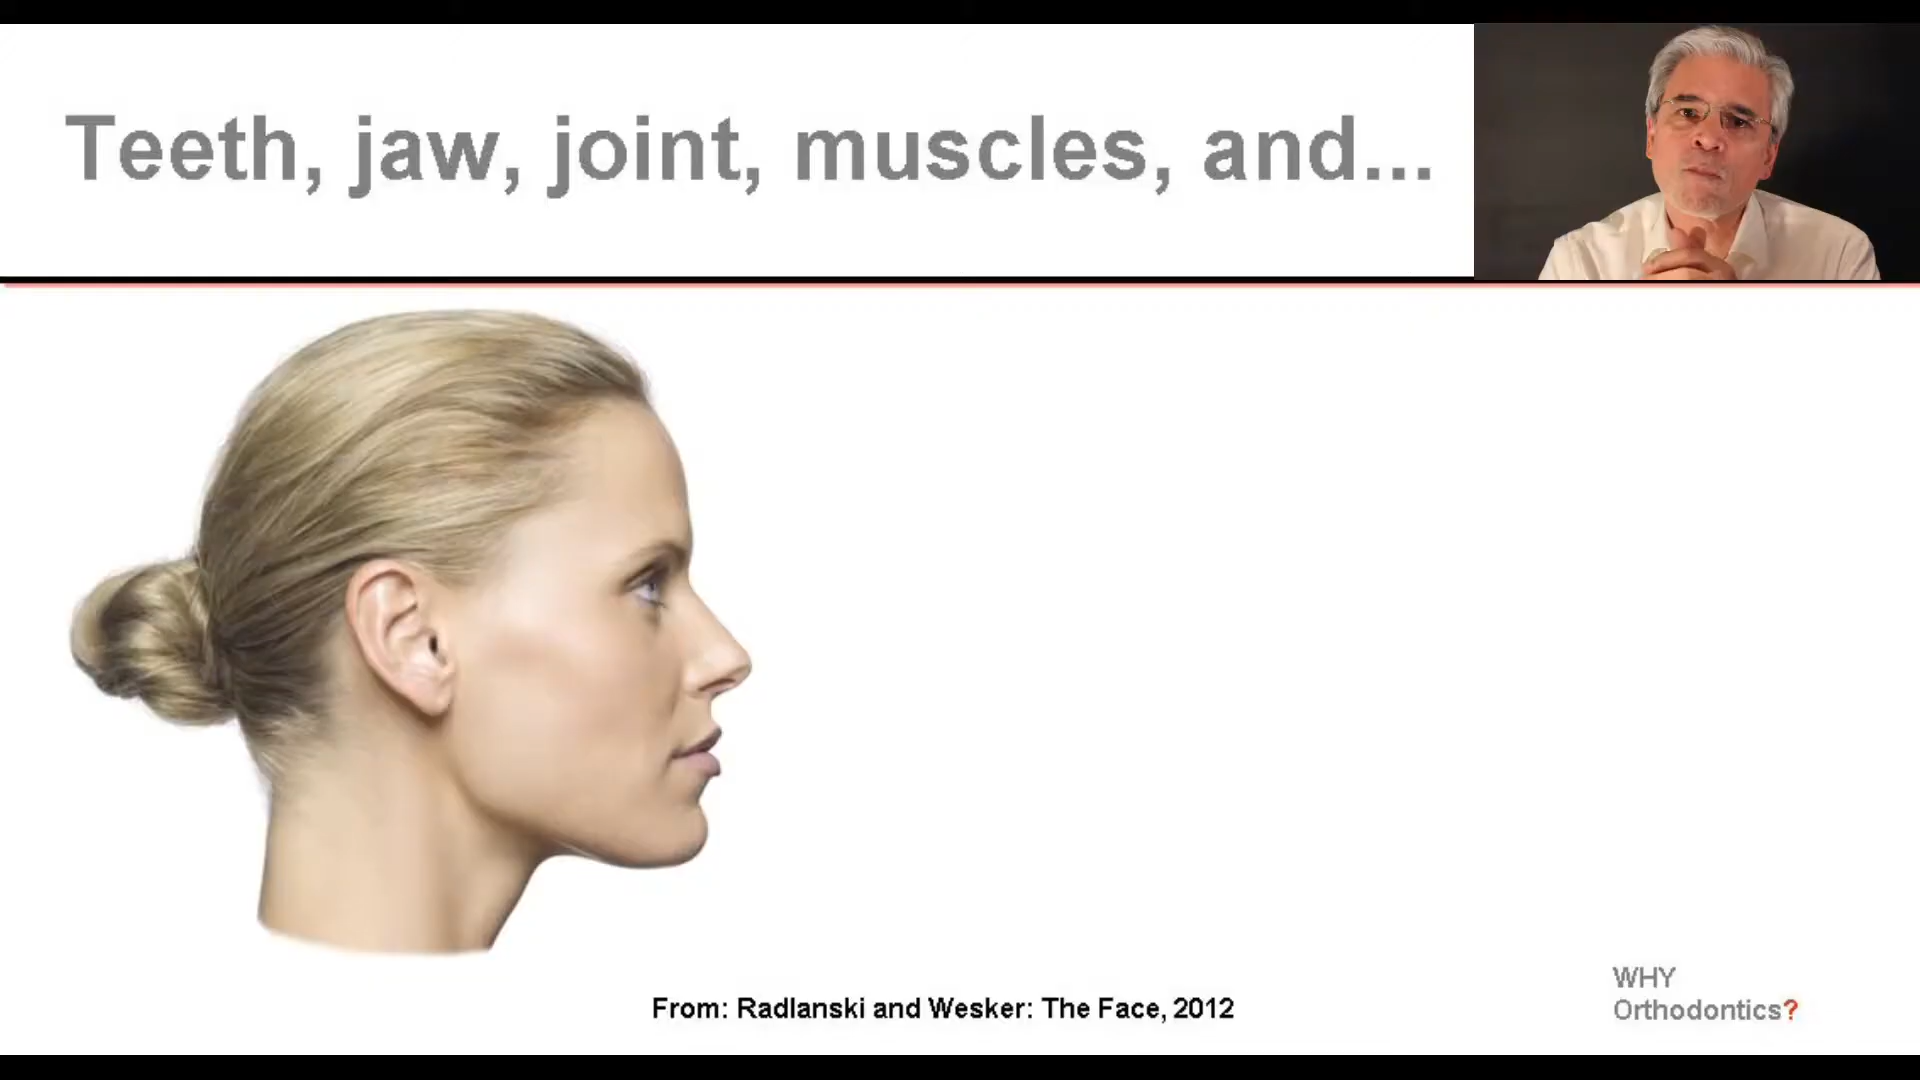 Teeth, jaw, joint, muscles, and...
From: Radlanski and Wesker: The Face, 2012
WHY
Orthodontics?